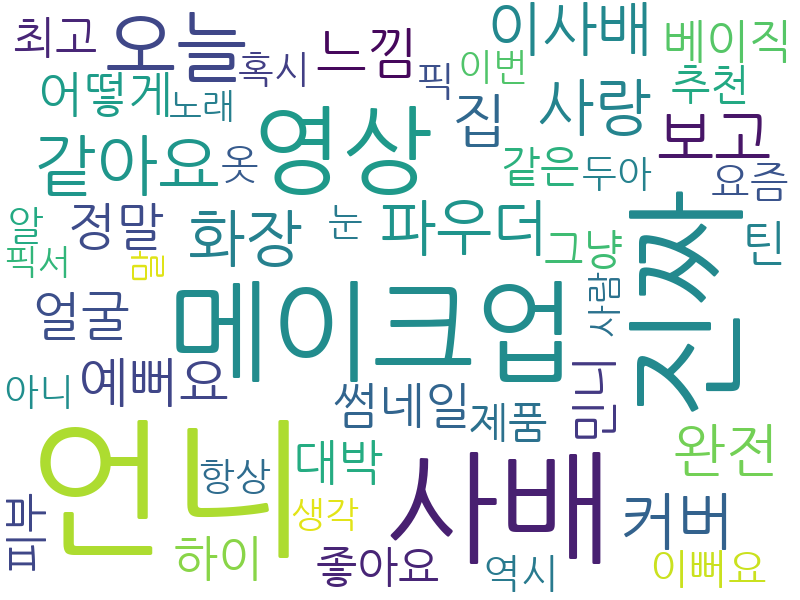 최고
오늘
혹시
느낌
픽
이번
이사배
베이직
어떻게
노래
집
사랑
추천
영상
보고
같아요
옷
같은
두아
요즘
알
정말
화장
눈
파우더
그냥
틴
픽서
말
진짜
얼굴
메이크업
사람
아니
예뻐요
썸네일
제품
민니
언니
항상
대박
사배
완전
피파
하이
생각
좋아요
역시
커버
이뻐요